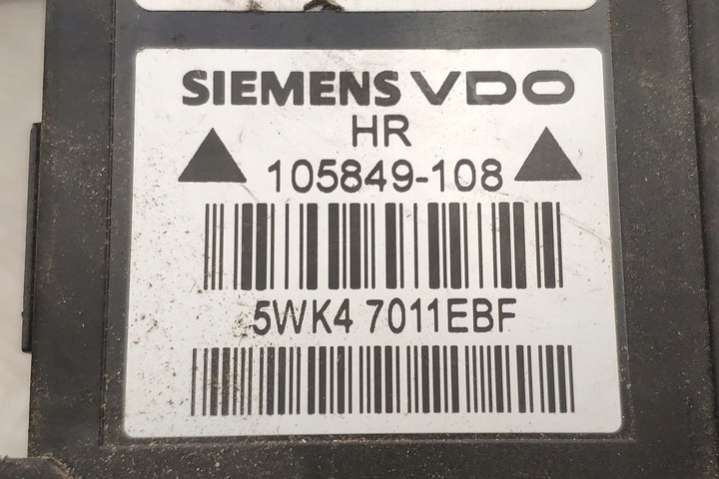 SIEMENS VDO
HR
105849-108
5WK4 7011EBF